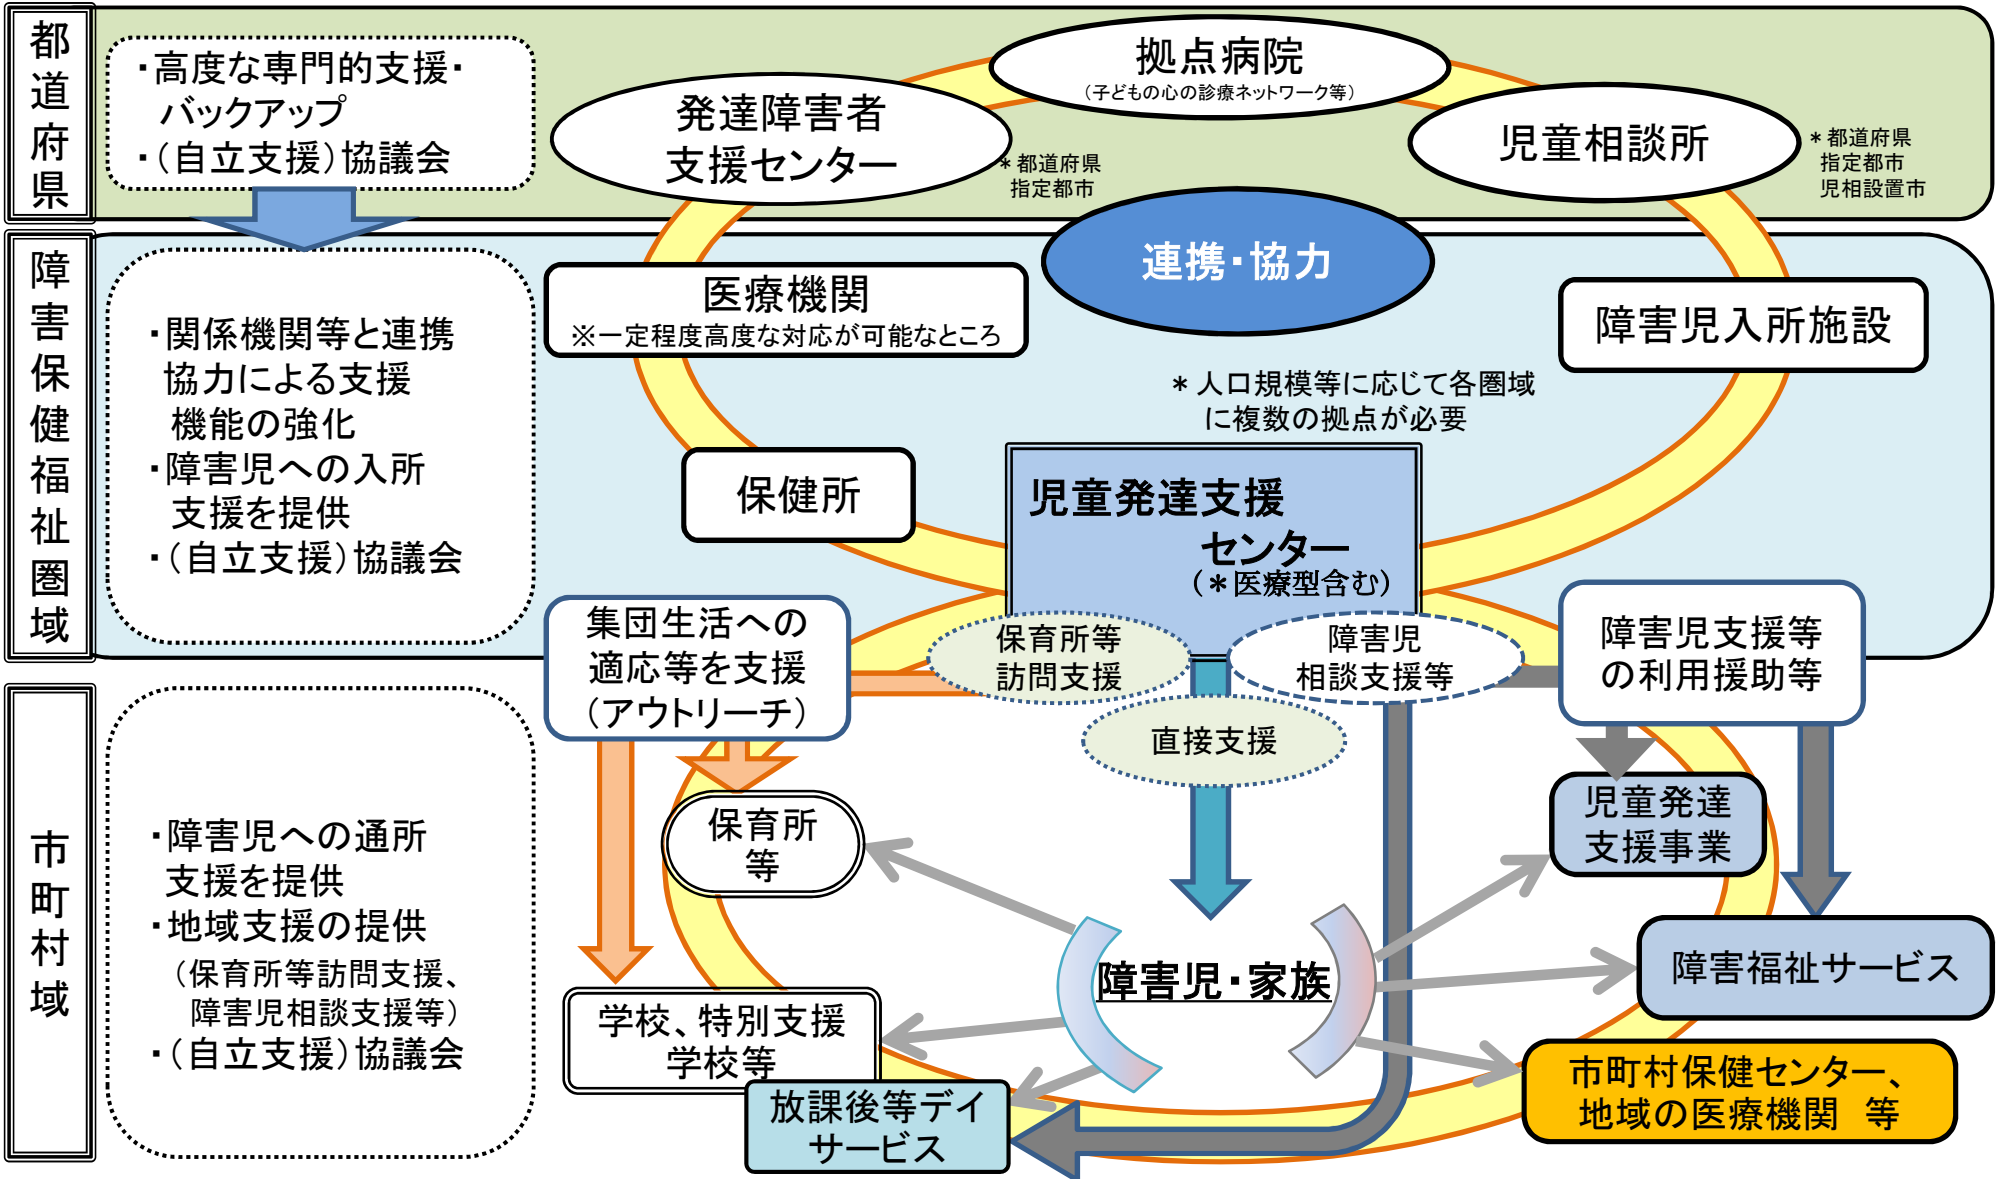 都道府県
・高度な専門的支援・
バックアップ
・（自立支援）協議会
拠点病院
（子どもの心の診療ネットワーク等）
発達障害者
支援センター
＊都道府県
指定都市
児童相談所
＊都道府県
指定都市
児相設置市
連携・協力
障害保健福祉圏域
・関係機関等と連携
協力による支援
機能の強化
・障害児への入所
支援を提供
・（自立支援）協議会
医療機関
※一定程度高度な対応が可能なところ
障害児入所施設
＊人口規模等に応じて各圏域
に複数の拠点が必要
保健所
児童発達支援
センター
（＊医療型含む）
集団生活への
適応等を支援
（アウトリーチ）
保育所等
訪問支援
障害児
相談支援等
障害児支援等
の利用援助等
直接支援
市町村域
・障害児への通所
支援を提供
・地域支援の提供
（保育所等訪問支援、
障害児相談支援等）
・（自立支援）協議会
保育所
等
児童発達
支援事業
障害児・家族
障害福祉サービス
学校、特別支援
学校等
放課後等デイ
サービス
市町村保健センター、
地域の医療機関　等